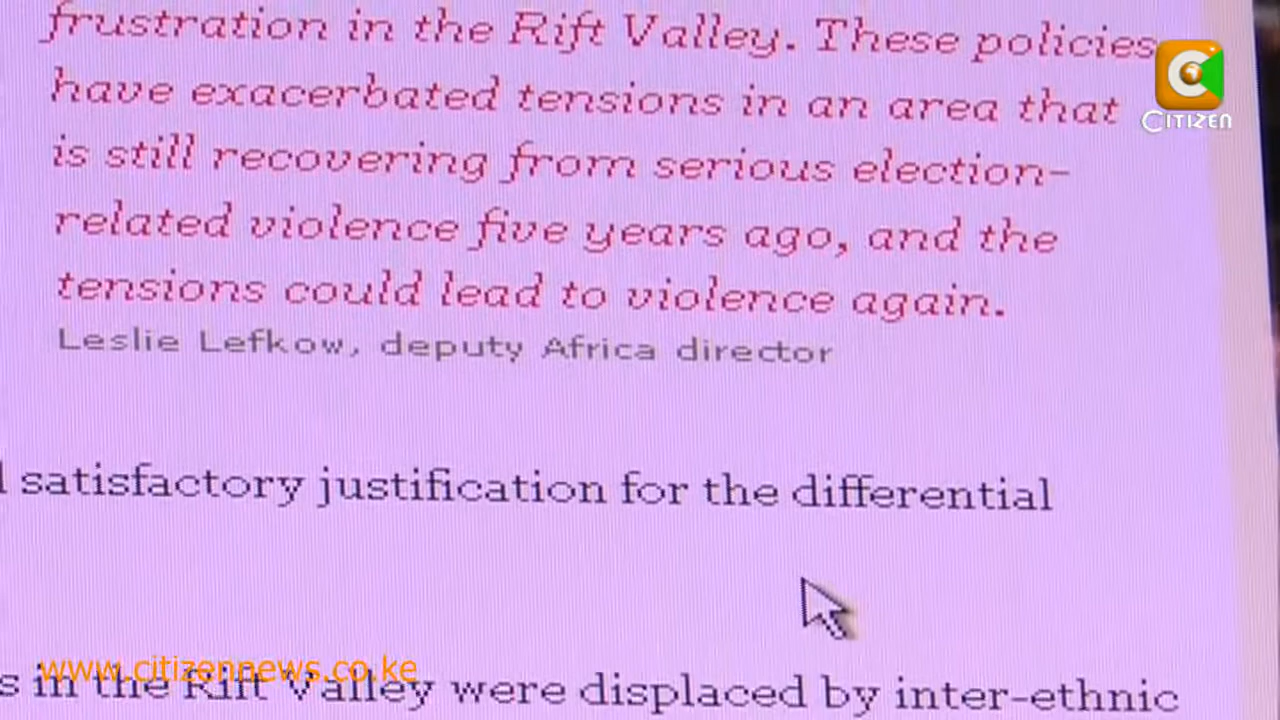 frustration in the Rift Valley. These policies
have exacerbated tensions in an area that
is still recovering from serious election-
related violence five years ago, and the
tensions could lead to violence again.
Leslie Lefkow, deputy Africa director
satisfactory justification for the differential
s in the Rift Valley were displaced by inter-ethnic
CITIZEN
www.citizennews.co.ke